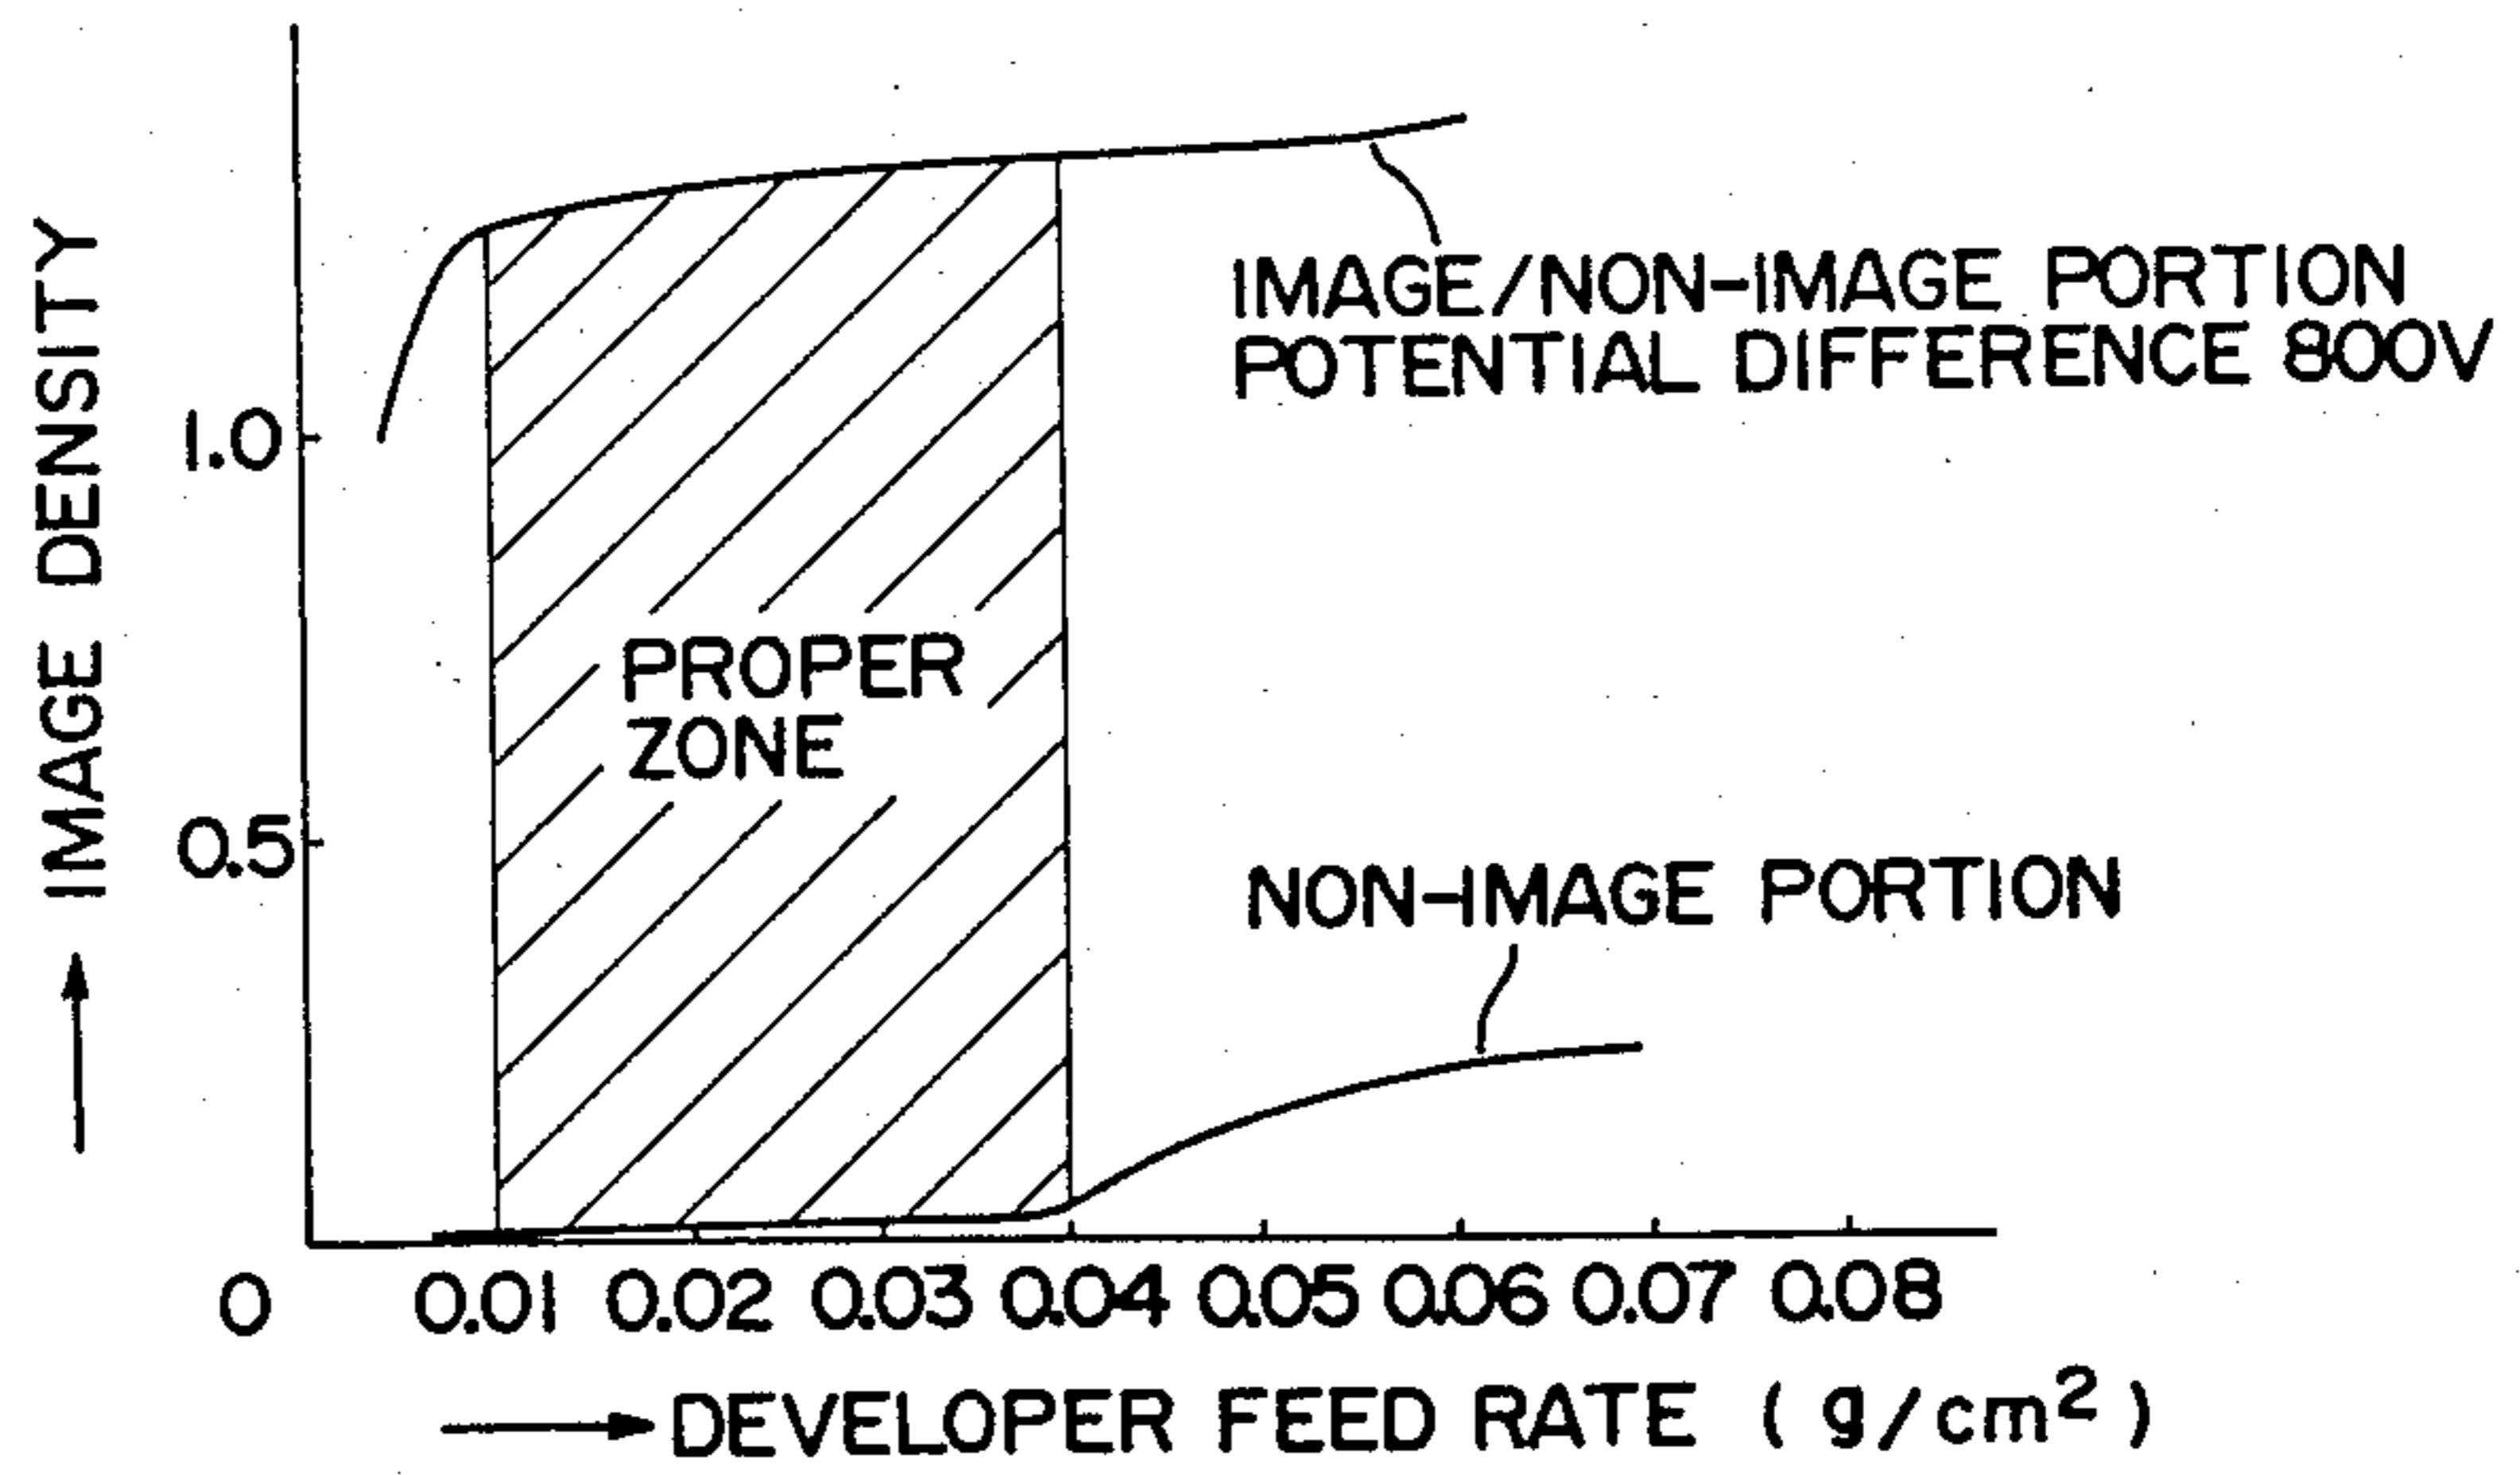 IMAGE DENSITY
1.0
0.5
IMAGE/NON-IMAGE PORTION
POTENTIAL DIFFERENCE 800V
PROPER
ZONE
NON-IMAGE PORTION
0 0.01 0.02 0.03 0.04 0.05 0.06 0.07 0.08
DEVELOPER FEED RATE (g/cm²)